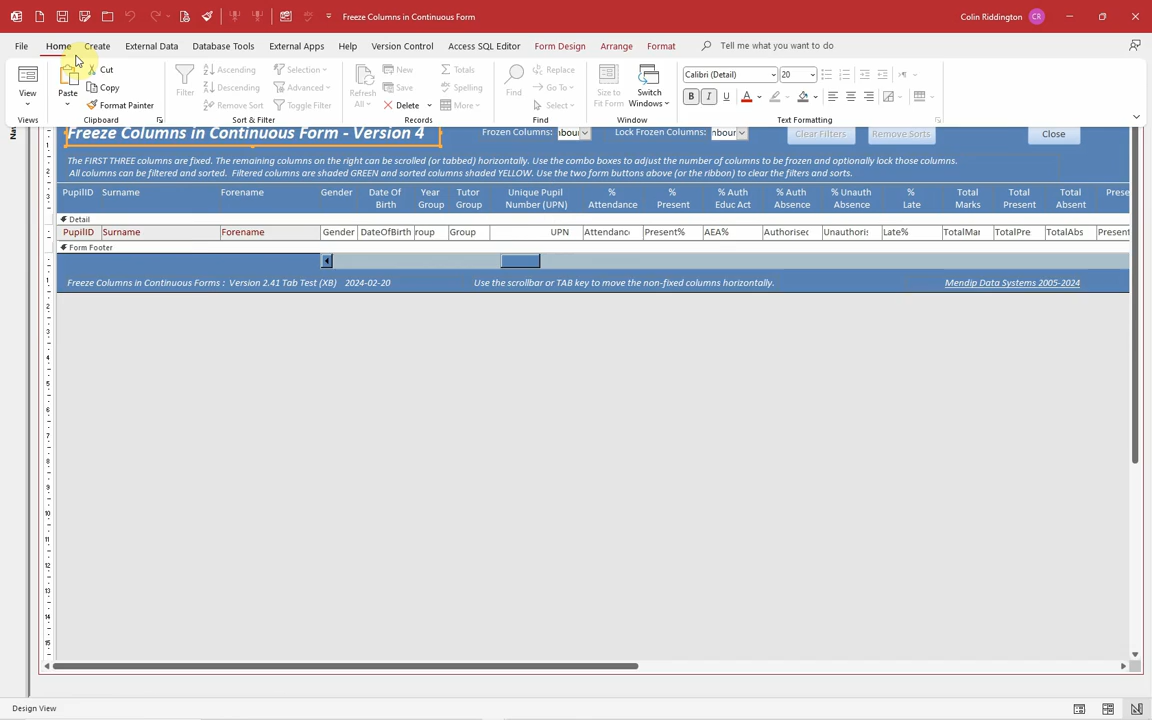 Freeze Columns in Continuous Form
Colin Riddington
CR
File
Home
Create
External Data
Database Tools
External Apps
Help
Version Control
Access SQL Editor
Form Design
Arrange
Format
Tell me what you want to do
View
Views
Paste
Cut
Copy
Format Painter
Clipboard
Filter
Ascending
Descending
Remove Sort
Selection
Advanced
Toggle Filter
Sort & Filter
Refresh
All
New
Save
Delete
Totals
Spelling
More
Records
Find
Replace
Go To
Select
Find
Size to
Fit Form
Switch
Windows
Window
Calibri (Detail)
20
B I U
A
Text Formatting
Freeze Columns in Continuous Form - Version 4
Frozen Columns:
nbour
Lock Frozen Columns:
nbour
Clear Filters
Remove Sorts
Close
The FIRST THREE columns are fixed. The remaining columns on the right can be scrolled (or tabbed) horizontally. Use the combo boxes to adjust the number of columns to be frozen and optionally lock those columns.
All columns can be filtered and sorted. Filtered columns are shaded GREEN and sorted columns shaded YELLOW. Use the two form buttons above (or the ribbon) to clear the filters and sorts.
PupilID Surname Forename Gender Date Of Year Tutor Unique Pupil % % % Auth % Auth % Unauth % Total Total Total Prese
Birth Group Group Number (UPN) Attendance Present Educ Act Absence Absence Late Marks Present Absent
Detail
PupilID Surname Forename Gender DateOfBirth roup Group UPN Attendanc Present% AEA% Authorisec Unauthoris Late% TotalMar TotalPre TotalAbs Present
Form Footer
Freeze Columns in Continuous Forms : Version 2.41 Tab Test (XB) 2024-02-20
Use the scrollbar or TAB key to move the non-fixed columns horizontally.
Mendip Data Systems 2005-2024
Design View